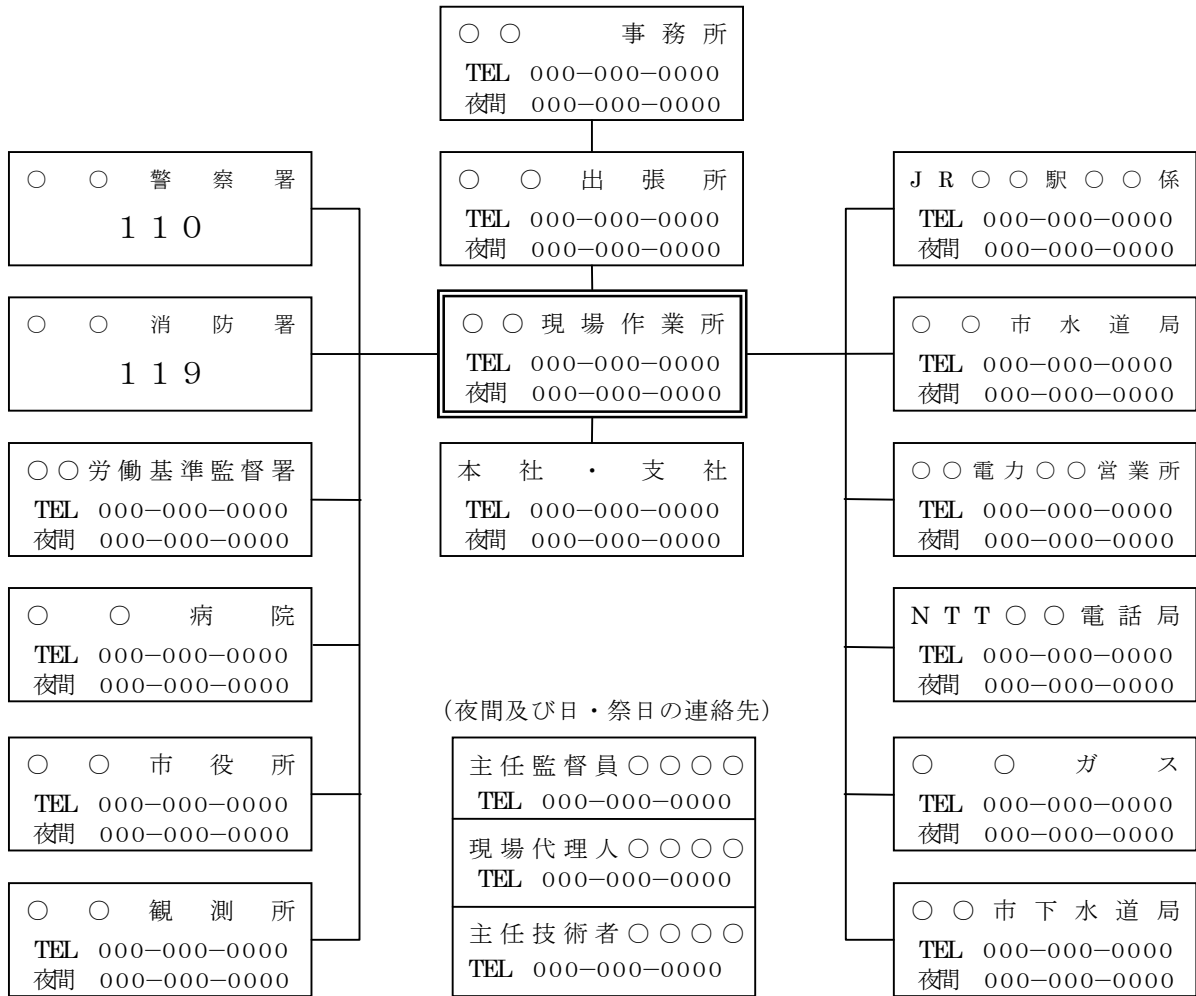 ○○　事務所
TEL 000-000-0000
夜間 000-000-0000
○○警察署
110
○○消防署
119
○○労働基準監督署
TEL 000-000-0000
夜間 000-000-0000
○○病院
TEL 000-000-0000
夜間 000-000-0000
○○市役所
TEL 000-000-0000
夜間 000-000-0000
○○観測所
TEL 000-000-0000
夜間 000-000-0000
○○出張所
TEL 000-000-0000
夜間 000-000-0000
○○現場作業所
TEL 000-000-0000
夜間 000-000-0000
本社・支社
TEL 000-000-0000
夜間 000-000-0000
(夜間及び日・祭日の連絡先)
主任監督員○○○○
TEL 000-000-0000
現場代理人○○○○
TEL 000-000-0000
主任技術者○○○○
TEL 000-000-0000
JR○○駅○○係
TEL 000-000-0000
夜間 000-000-0000
○○市水道局
TEL 000-000-0000
夜間 000-000-0000
○○電力○○営業所
TEL 000-000-0000
夜間 000-000-0000
NTT○○電話局
TEL 000-000-0000
夜間 000-000-0000
○○ガス
TEL 000-000-0000
夜間 000-000-0000
○○市下水道局
TEL 000-000-0000
夜間 000-000-0000